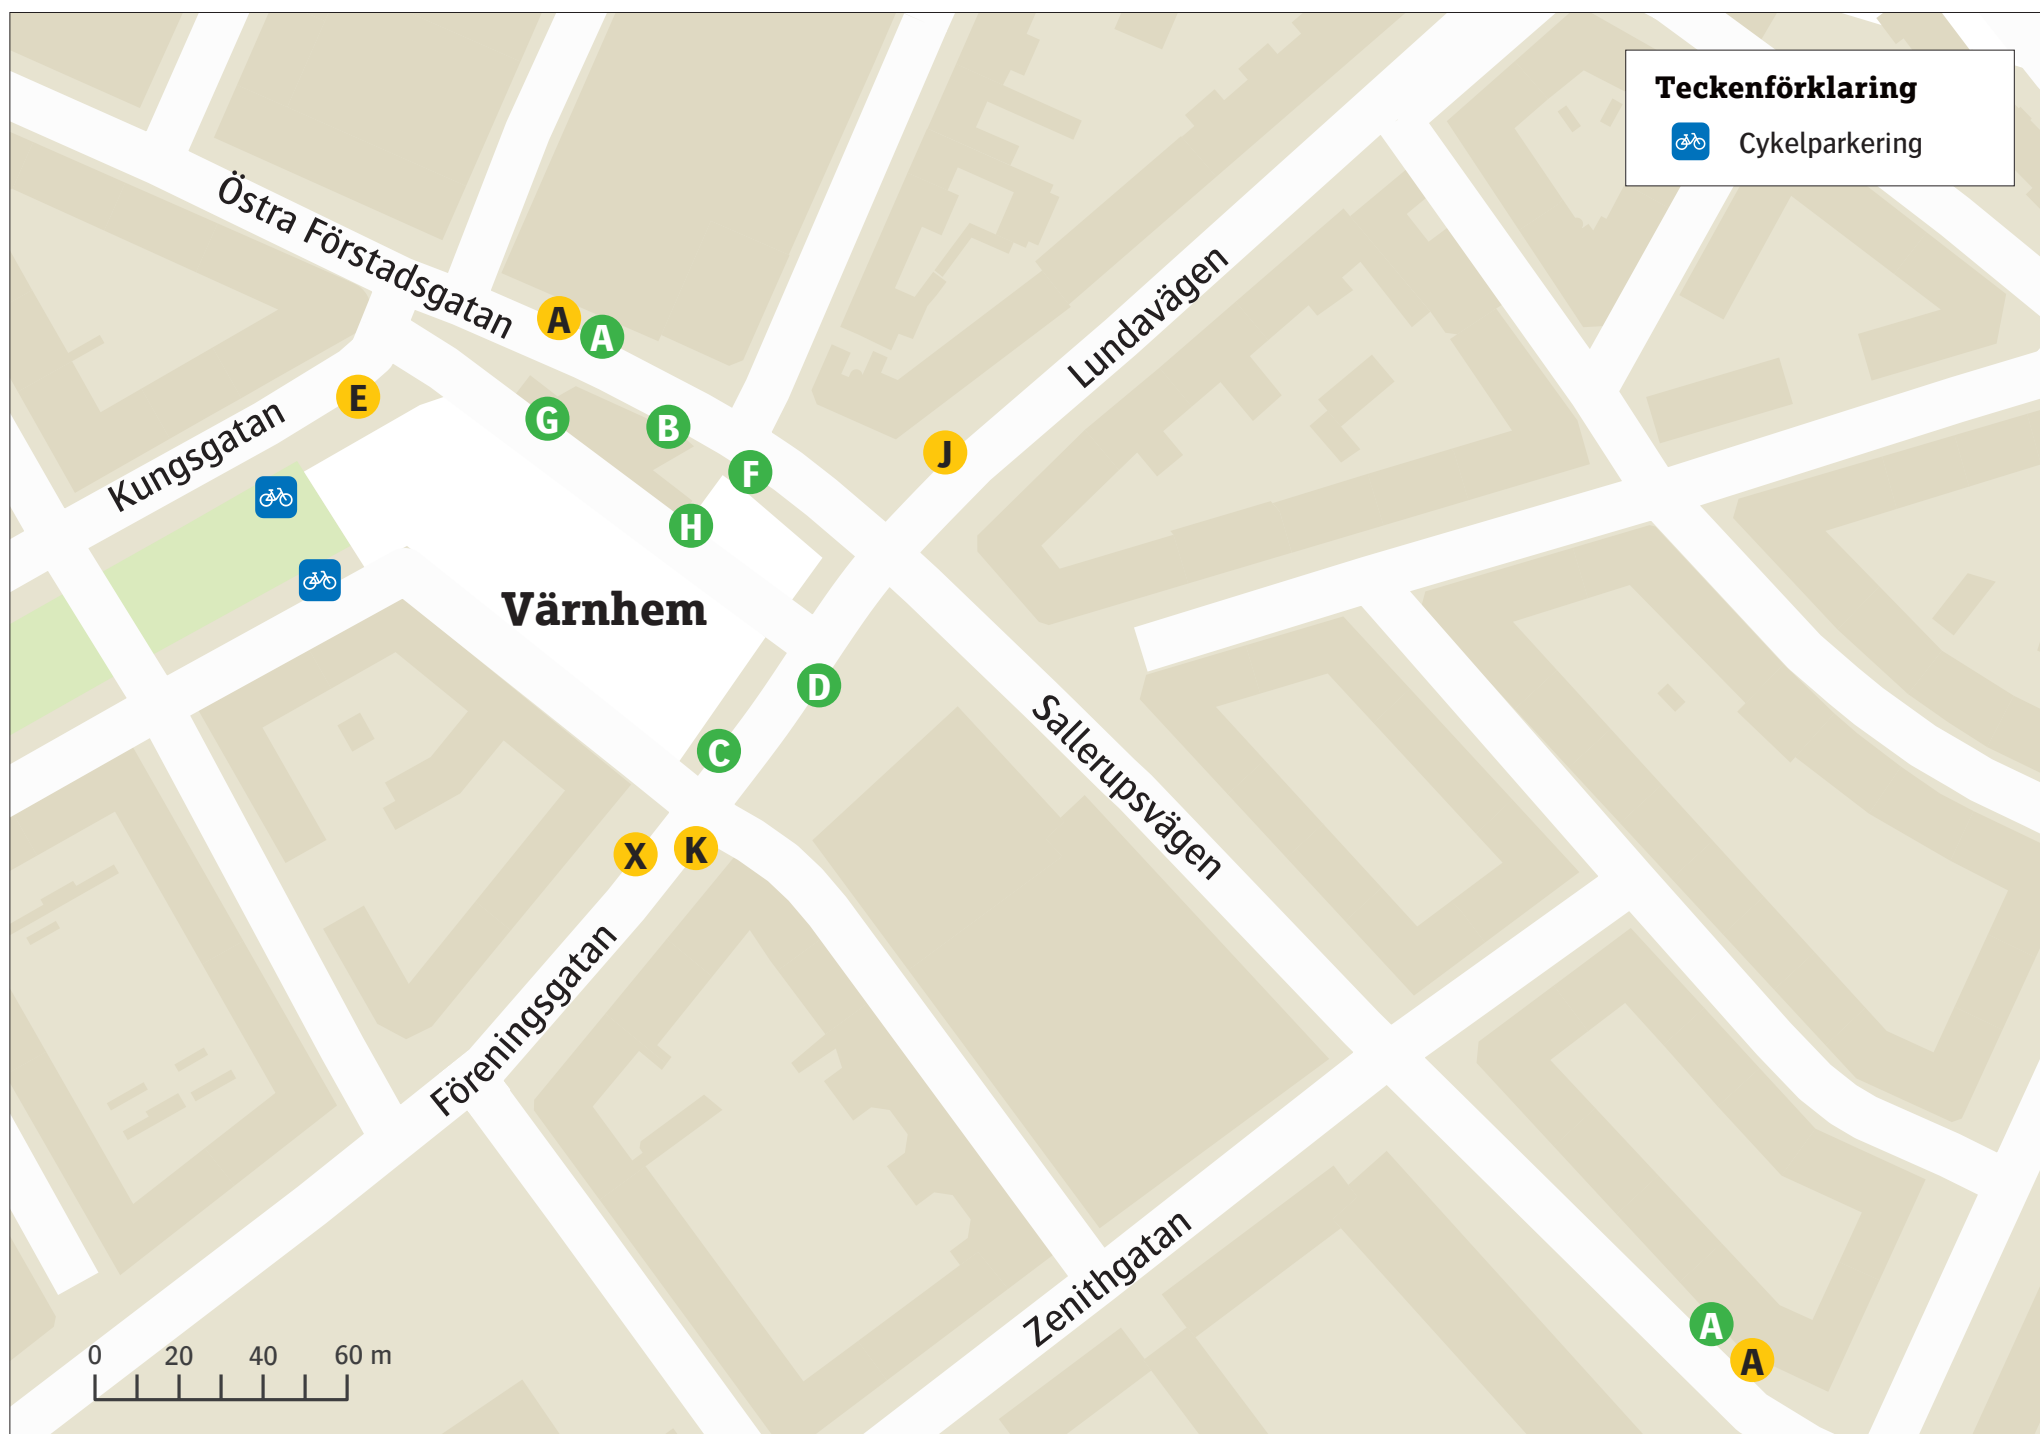 Teckenförklaring
Cykelparkering
Östra Förstadsgatan
A
A
Lundavägen
E
Kungsgatan
G
B
J
F
H
Värnhem
D
Sallerupsvägen
C
X
K
Föreningsgatan
Zenithgatan
A
A
0 20 40 60 m